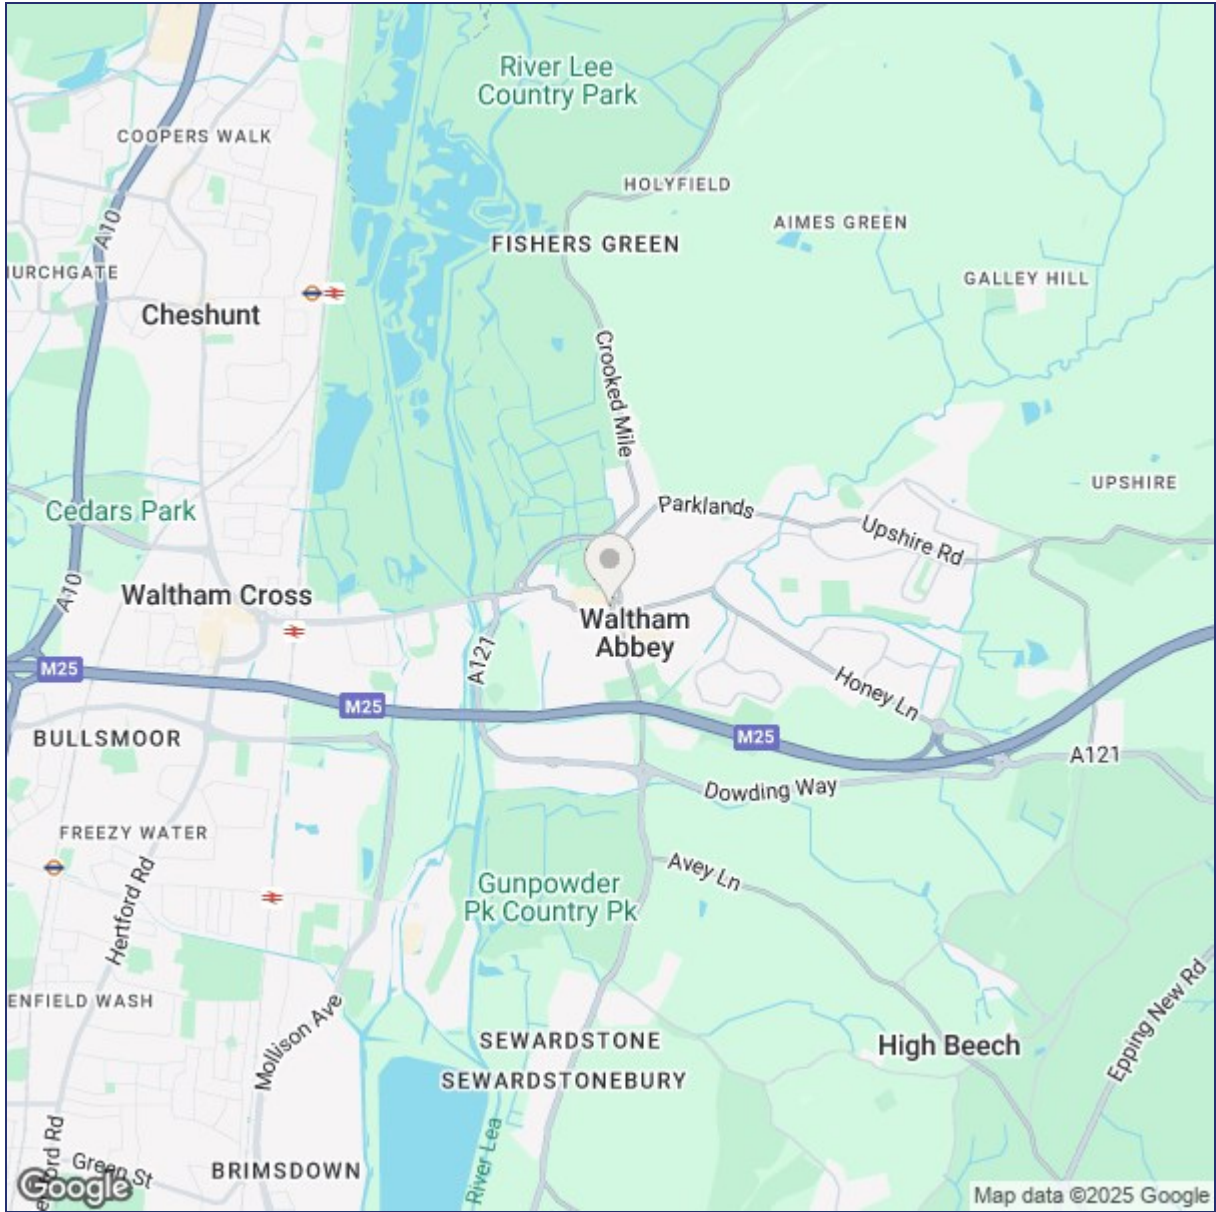 River Lee
Country Park
COOPERS WALK
HOLYFIELD
AIMES GREEN
A10
FISHERS GREEN
HURCHGATE
GALLEY HILL
Cheshunt
Crooked Mile
UPSHIRE
Cedars Park
Parklands
Upshire Rd
A10
Waltham Cross
Waltham
Abbey
A121
M25
Honey Ln
M25
BULLSMOOR
M25
A121
Dowding Way
FREEZY WATER
Avey Ln
Gunpowder
Pk Country Pk
Hertford Rd
ENFIELD WASH
Mollison Ave
SEWARDSTONE
High Beech
Epping New Rd
SEWARDSTONEBURY
River Lea
ertford Rd
Green St
BRIMSDOWN
Google
Map data ©2025 Google